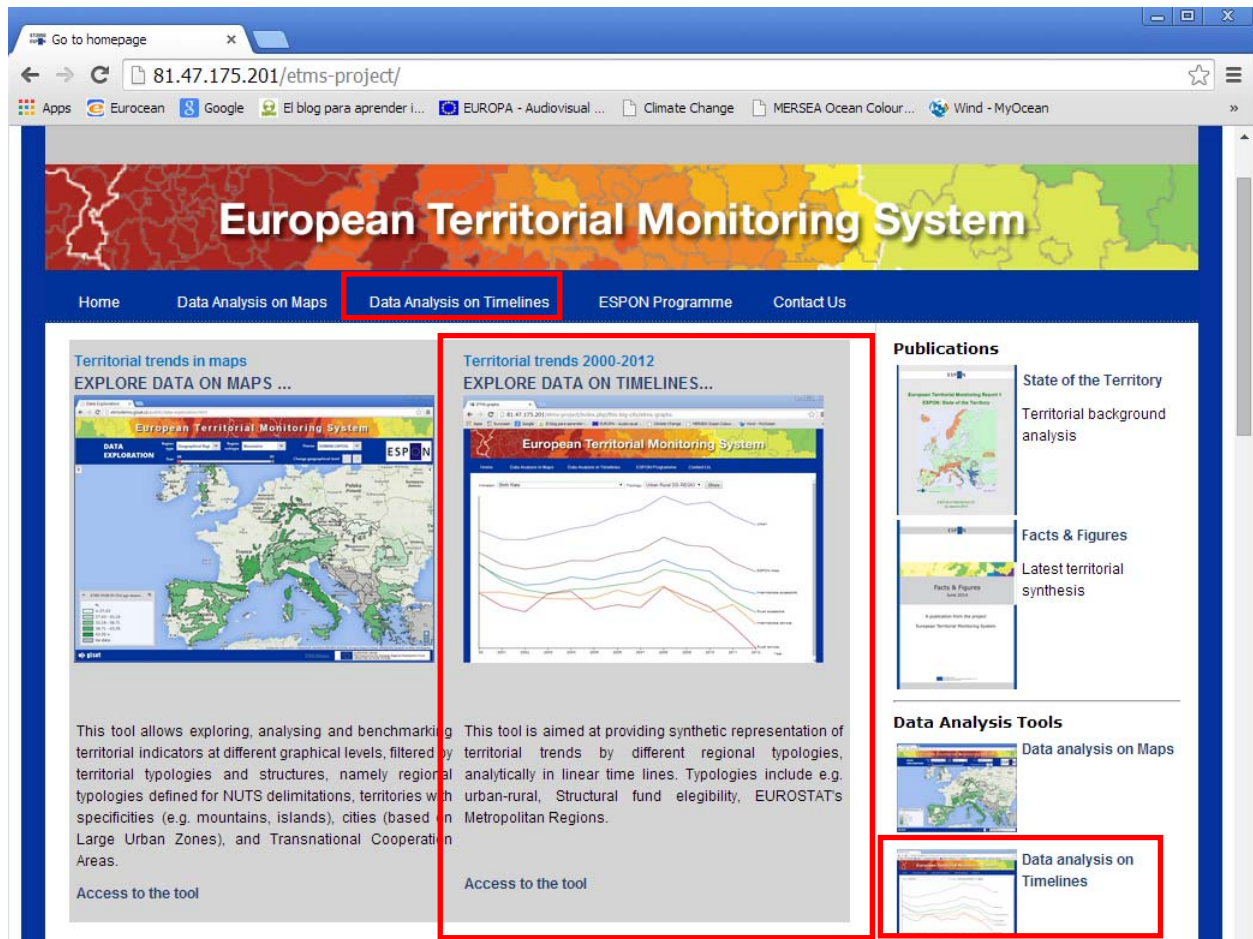 Go to homepage
81.47.175.201/etms-project/
Apps Eurocean Google El blog para aprender i... EUROPA - Audiovisual ... Climate Change MERSEA Ocean Colour... Wind - MyOcean »
European Territorial Monitoring System
Home Data Analysis on Maps Data Analysis on Timelines ESPON Programme Contact Us
Territorial trends in maps
EXPLORE DATA ON MAPS ...
European Territorial Monitoring System
DATA
EXPLORATION
ESPON
This tool allows exploring, analysing and benchmarking
territorial indicators at different graphical levels, filtered by
territorial typologies and structures, namely regional
typologies defined for NUTS delimitations, territories with
specificities (e.g. mountains, islands), cities (based on
Large Urban Zones), and Transnational Cooperation
Areas.
Access to the tool
Territorial trends 2000-2012
EXPLORE DATA ON TIMELINES...
European Territorial Monitoring System
This tool is aimed at providing synthetic representation of
territorial trends by different regional typologies,
analytically in linear time lines. Typologies include e.g.
urban-rural, Structural fund elegibility, EUROSTAT's
Metropolitan Regions.
Access to the tool
Publications
State of the Territory
Territorial background
analysis
Facts & Figures
Latest territorial
synthesis
Facts & Figures
June 2014
Data Analysis Tools
Data analysis on Maps
Data analysis on
Timelines